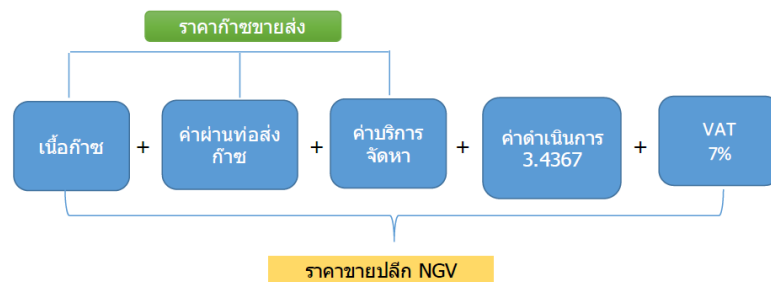 ราคาก๊าซขายส่ง
เนื้อก๊าซ
+
ค่าผ่านท่อส่ง
ก๊าซ
+
ค่าบริการ
จัดหา
+
ค่าดำเนินการ
3.4367
+
VAT
7%
ราคาขายปลีก NGV